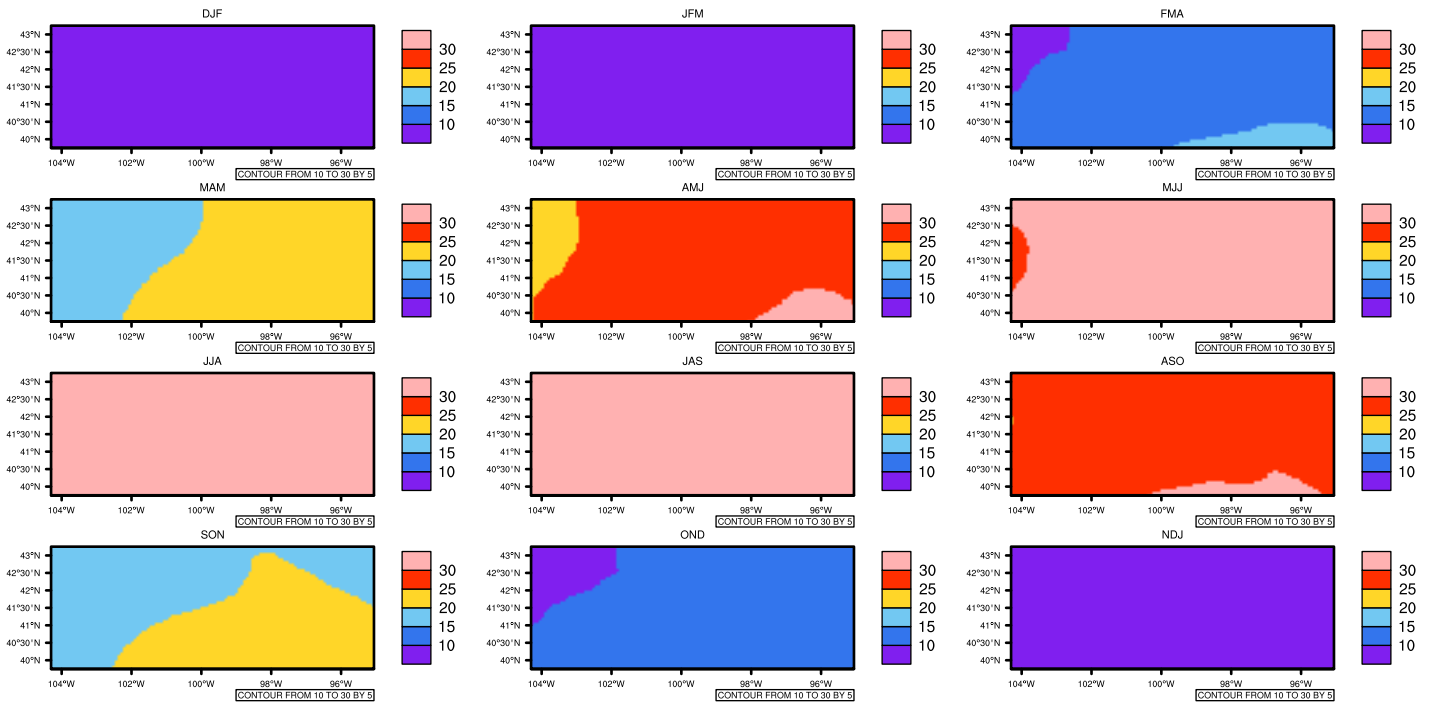 DJF JFM FMA
43°N 30 43°N 30 43°N 30
42°30'N 25 42°30'N 25 42°30'N 25
42°N 20 42°N 20 42°N 20
41°30'N 15 41°30'N 15 41°30'N 15
41°N 10 41°N 10 41°N 10
40°30'N 40°30'N 40°30'N
40°N 40°N 40°N
104°W 102°W 100°W 98°W 96°W 104°W 102°W 100°W 98°W 96°W 104°W 102°W 100°W 98°W 96°W
CONTOUR FROM 10 TO 30 BY 5 CONTOUR FROM 10 TO 30 BY 5 CONTOUR FROM 10 TO 30 BY 5
MAM AMJ MJJ
43°N 30 43°N 30 43°N 30
42°30'N 25 42°30'N 25 42°30'N 25
42°N 20 42°N 20 42°N 20
41°30'N 15 41°30'N 15 41°30'N 15
41°N 10 41°N 10 41°N 10
40°30'N 40°30'N 40°30'N
40°N 40°N 40°N
104°W 102°W 100°W 98°W 96°W 104°W 102°W 100°W 98°W 96°W 104°W 102°W 100°W 98°W 96°W
CONTOUR FROM 10 TO 30 BY 5 CONTOUR FROM 10 TO 30 BY 5 CONTOUR FROM 10 TO 30 BY 5
JJA JAS ASO
43°N 30 43°N 30 43°N 30
42°30'N 25 42°30'N 25 42°30'N 25
42°N 20 42°N 20 42°N 20
41°30'N 15 41°30'N 15 41°30'N 15
41°N 10 41°N 10 41°N 10
40°30'N 40°30'N 40°30'N
40°N 40°N 40°N
104°W 102°W 100°W 98°W 96°W 104°W 102°W 100°W 98°W 96°W 104°W 102°W 100°W 98°W 96°W
CONTOUR FROM 10 TO 30 BY 5 CONTOUR FROM 10 TO 30 BY 5 CONTOUR FROM 10 TO 30 BY 5
SON OND NDJ
43°N 30 43°N 30 43°N 30
42°30'N 25 42°30'N 25 42°30'N 25
42°N 20 42°N 20 42°N 20
41°30'N 15 41°30'N 15 41°30'N 15
41°N 10 41°N 10 41°N 10
40°30'N 40°30'N 40°30'N
40°N 40°N 40°N
104°W 102°W 100°W 98°W 96°W 104°W 102°W 100°W 98°W 96°W 104°W 102°W 100°W 98°W 96°W
CONTOUR FROM 10 TO 30 BY 5 CONTOUR FROM 10 TO 30 BY 5 CONTOUR FROM 10 TO 30 BY 5